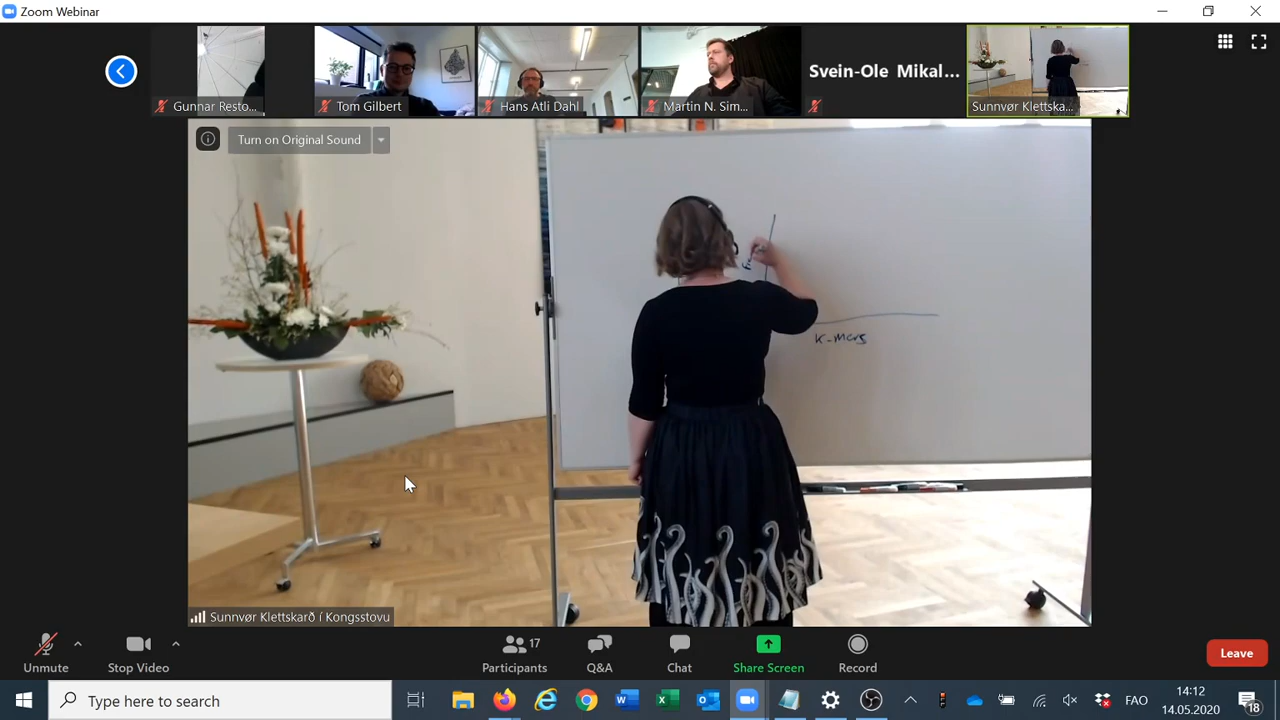 Zoom Webinar
Gunnar Resto...
Tom Gilbert
Hans Atli Dahl
Martin N. Sim...
Svein-Ole Mikal...
Sunnvør Klettska...
Turn on Original Sound
K-mers
Sunnvør Klettskarð í Kongsstovu
Unmute
Stop Video
Participants
17
Q&A
Chat
Share Screen
Record
Leave
Type here to search
FAO
14:12
14.05.2020
18